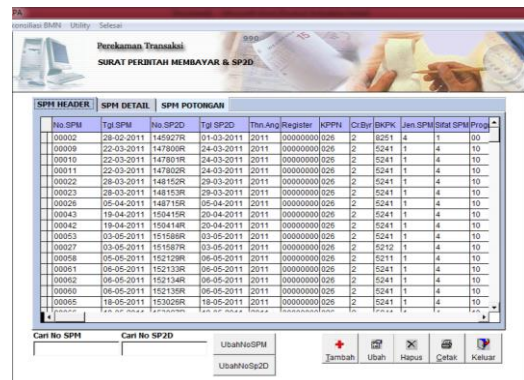 PA
onsiliasi BMN Utility Selesai
Perekaman Transaksi
SURAT PERINTAH MEMBAYAR & SP2D
SPM HEADER SPM DETAIL SPM POTONGAN
No.SPM Tgl.SPM No.SP2D Tgl SP2D Thn.Ang Register KPPN Cr.Byr BKPK Jen.SPM Sifat SPM Progr
00002 28-02-2011 145927R 01-03-2011 2011 00000000 026 2 8251 4 1 00
00009 22-03-2011 147800R 24-03-2011 2011 00000000 026 2 5241 1 4 10
00010 22-03-2011 147801R 24-03-2011 2011 00000000 026 2 5241 1 4 10
00011 22-03-2011 147802R 24-03-2011 2011 00000000 026 2 5241 1 4 10
00022 28-03-2011 148152R 29-03-2011 2011 00000000 026 2 5241 1 4 10
00023 28-03-2011 148153R 29-03-2011 2011 00000000 026 2 5241 1 4 10
00026 05-04-2011 148715R 05-04-2011 2011 00000000 026 2 5241 1 4 10
00043 19-04-2011 150415R 20-04-2011 2011 00000000 026 2 5241 1 4 10
00042 19-04-2011 150414R 20-04-2011 2011 00000000 026 2 5241 1 4 10
00053 03-05-2011 151586R 03-05-2011 2011 00000000 026 2 5241 1 4 10
00027 03-05-2011 151587R 03-05-2011 2011 00000000 026 2 5212 1 4 10
00058 05-05-2011 152129R 06-05-2011 2011 00000000 026 2 5211 1 4 10
00061 06-05-2011 152133R 06-05-2011 2011 00000000 026 2 5241 1 4 10
00062 06-05-2011 152134R 06-05-2011 2011 00000000 026 2 5241 1 4 10
00060 06-05-2011 152135R 06-05-2011 2011 00000000 026 2 5241 1 4 10
00065 18-05-2011 153026R 18-05-2011 2011 00000000 026 2 5241 1 4 10
Cari No SPM Cari No SP2D
UbahNoSPM
UbahNoSp2D
Tambah Ubah Hapus Cetak Keluar